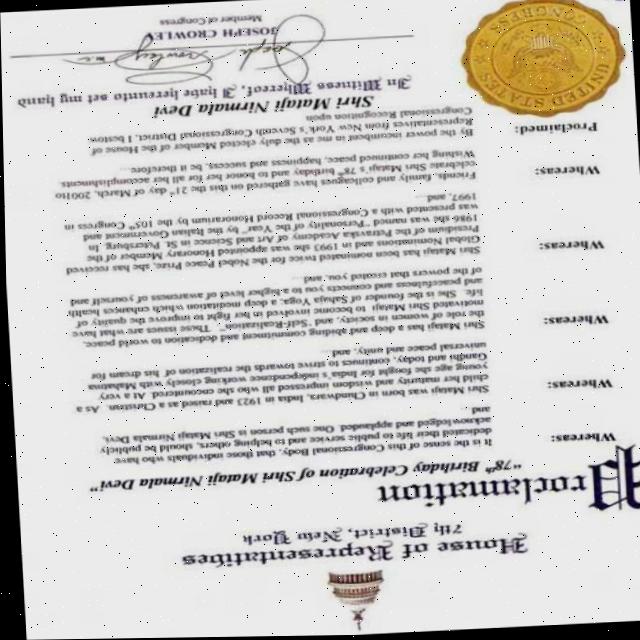 House of Representatives
7th District, New York
Proclamation
"78th Birthday Celebration of Shri Mataji Nirmala Devi"
Whereas: It is the sense of this Congressional Body, that those individuals who have
dedicated their life to public service and to helping others, should be publicly
acknowledged and applauded. One such person is Shri Mataji Nirmala Devi,
and
Whereas: Shri Mataji was born in Chindwara, India in 1923 and raised as a Christian. As a
child her maturity and wisdom impressed all who she encountered. At a very
young age she fought for India's independence working closely with Mahatma
Gandhi and today, continues to strive towards the realization of his dream for
universal peace and unity, and...
Whereas: Shri Mataji has a deep and abiding commitment and dedication to world peace,
the role of women in society, and "Self-Realization". These issues are what have
motivated Shri Mataji to become involved in her fight to improve the quality of
life. She is the founder of Sahaja Yoga, a deep meditation which enhances health
and peacefulness and connects you to a higher level of awareness of yourself and
of the powers that created you, and...
Whereas: Shri Mataji has been nominated twice for the Nobel Peace Prize, she has received
Global Nominations and in 1993 she was appointed Honorary Member of the
Presidium of the Petravska Academy of Art and Science in St. Petersburg. In
1986 she was named "Personality of the Year" by the Italian Government and
was presented with a Congressional Record Honorarium by the 105th Congress in
1997, and...
Whereas: Friends, family and colleagues have gathered on this the 21st day of March, 2001 to
celebrate Shri Mataji's 78th birthday and to honor her for all her accomplishments.
Wishing her continued peace, happiness and success, be it therefore...
Proclaimed: By the power incumbent in me as the duly elected Member of the House of
Representatives from New York's Seventh Congressional District, I bestow
Congressional Recognition upon
Shri Mataji Nirmala Devi
In Witness Whereof, I have hereunto set my hand
Joseph Crowley M.C.
JOSEPH CROWLEY
Member of Congress
UNITED STATES CONGRESS